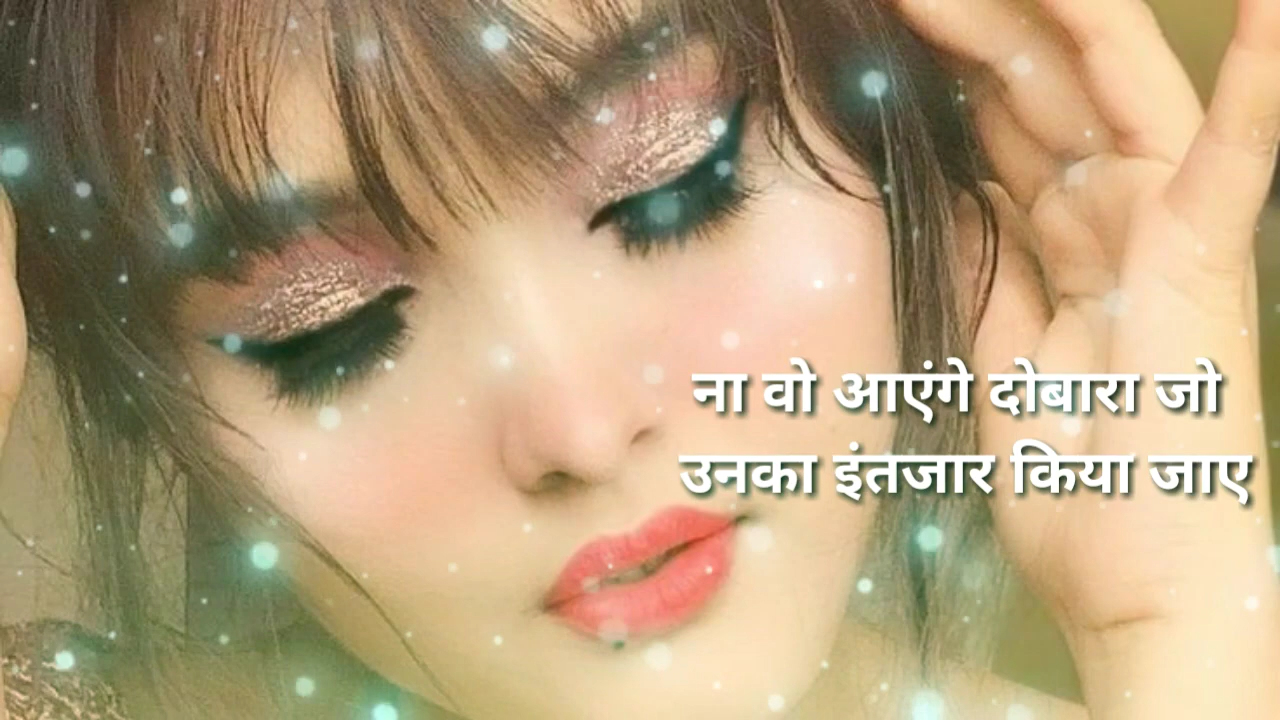 ना वो आएंगे दोबारा जो
उनका इंतजार किया जाए